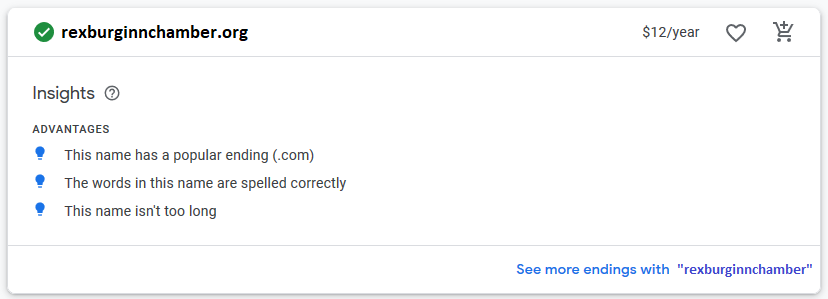 rexburginnchamber.org $12/year
Insights
ADVANTAGES
This name has a popular ending (.com)
The words in this name are spelled correctly
This name isn't too long
See more endings with "rexburginnchamber"